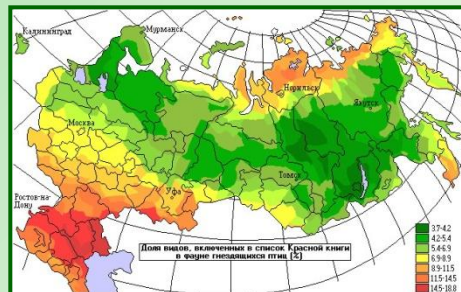 Калининград
Мурманск
Норильск
Якутск
Москва
Уфа
Томск
Ростов-на-
Дону
Доля видов, включенных в список Красной книги
в фауне гнездящихся птиц (%)
3.7-4.2
4.2-5.4
5.4-6.9
6.9-8.9
8.9-11.5
11.5-14.5
14.5-18.8